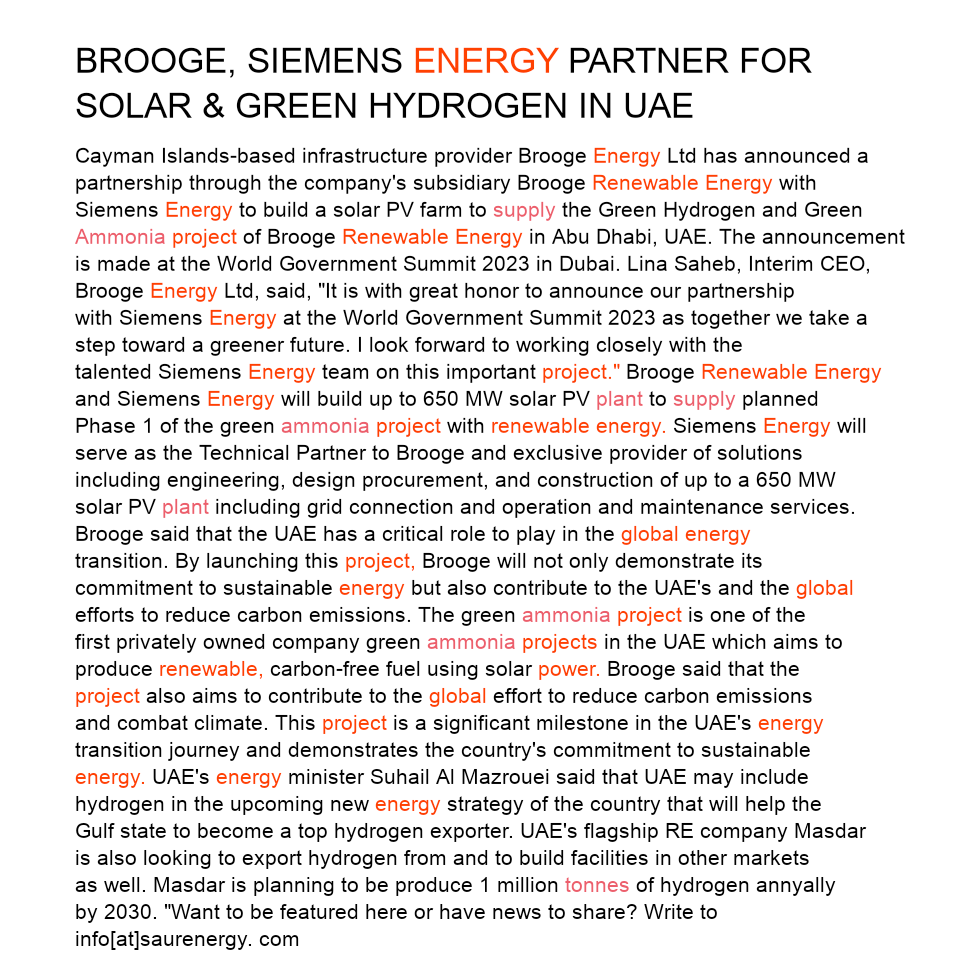 BROOGE, SIEMENS ENERGY PARTNER FOR
SOLAR & GREEN HYDROGEN IN UAE
Cayman Islands-based infrastructure provider Brooge Energy Ltd has announced a
partnership through the company's subsidiary Brooge Renewable Energy with
Siemens Energy to build a solar PV farm to supply the Green Hydrogen and Green
Ammonia project of Brooge Renewable Energy in Abu Dhabi, UAE. The announcement
is made at the World Government Summit 2023 in Dubai. Lina Saheb, Interim CEO,
Brooge Energy Ltd, said, "It is with great honor to announce our partnership
with Siemens Energy at the World Government Summit 2023 as together we take a
step toward a greener future. I look forward to working closely with the
talented Siemens Energy team on this important project." Brooge Renewable Energy
and Siemens Energy will build up to 650 MW solar PV plant to supply planned
Phase 1 of the green ammonia project with renewable energy. Siemens Energy will
serve as the Technical Partner to Brooge and exclusive provider of solutions
including engineering, design procurement, and construction of up to a 650 MW
solar PV plant including grid connection and operation and maintenance services.
Brooge said that the UAE has a critical role to play in the global energy
transition. By launching this project, Brooge will not only demonstrate its
commitment to sustainable energy but also contribute to the UAE's and the global
efforts to reduce carbon emissions. The green ammonia project is one of the
first privately owned company green ammonia projects in the UAE which aims to
produce renewable, carbon-free fuel using solar power. Brooge said that the
project also aims to contribute to the global effort to reduce carbon emissions
and combat climate. This project is a significant milestone in the UAE's energy
transition journey and demonstrates the country's commitment to sustainable
energy. UAE's energy minister Suhail Al Mazrouei said that UAE may include
hydrogen in the upcoming new energy strategy of the country that will help the
Gulf state to become a top hydrogen exporter. UAE's flagship RE company Masdar
is also looking to export hydrogen from and to build facilities in other markets
as well. Masdar is planning to be produce 1 million tonnes of hydrogen annyally
by 2030. "Want to be featured here or have news to share? Write to
info[at]saurenergy. com